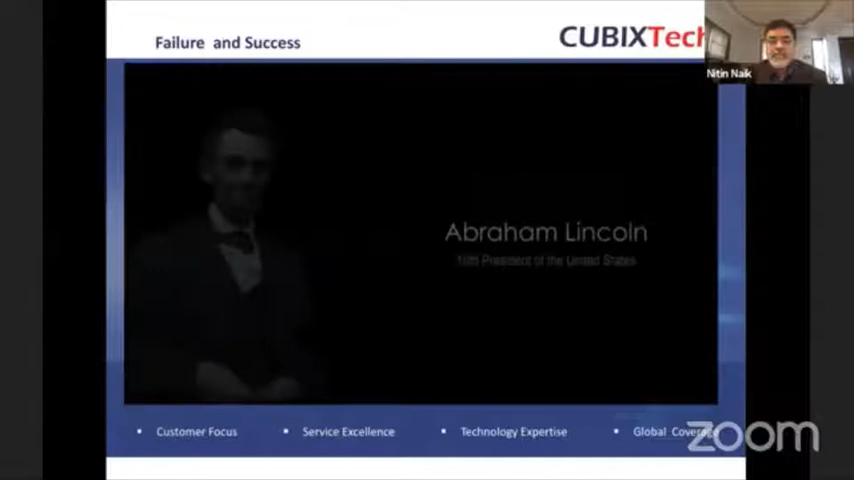 Failure and Success
CUBIXTech
Nitin Naik
Abraham Lincoln
16th President of the United States
Customer Focus
Service Excellence
Technology Expertise
Global Coverage
zoom